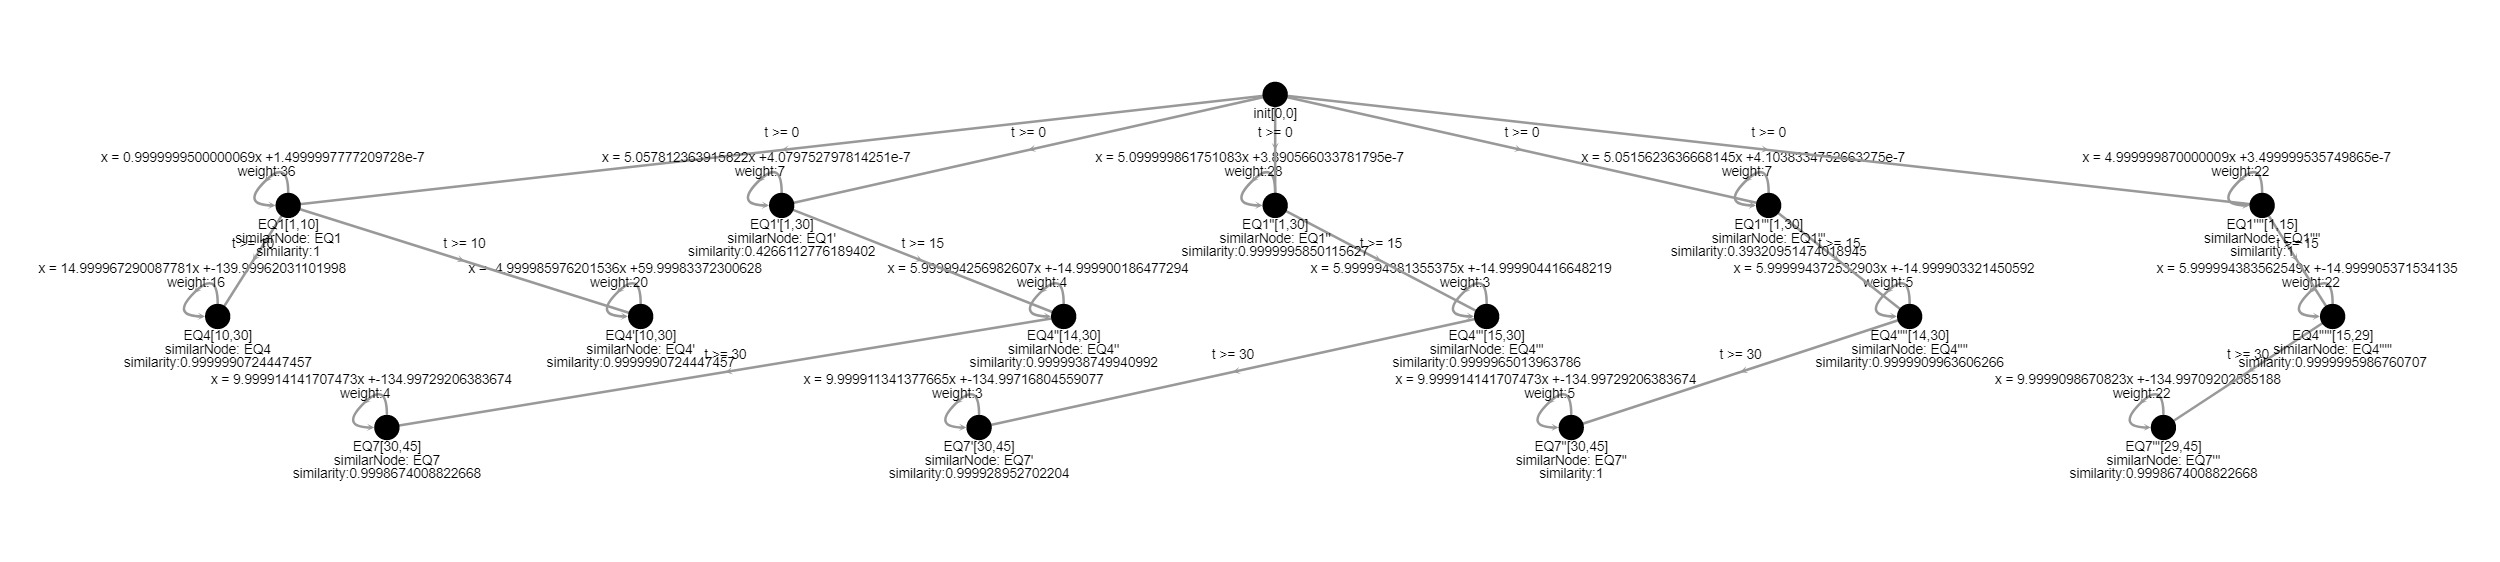 init[0,0]
t >= 0
t >= 0
t >= 0
t >= 0
t >= 0
x = 0.9999999500000069x +1.4999997777209728e-7
weight:36
x = 5.057812363915822x +4.079752797814251e-7
weight:7
x = 5.099999861751083x +3.890566033781795e-7
weight:28
x = 5.0515623636668145x +4.1038334752663275e-7
weight:7
x = 4.999999870000009x +3.499999535749865e-7
weight:22
EQ1[1,10]
similarNode: EQ1
similarity:1
EQ1'[1,30]
similarNode: EQ1'
similarity:0.4266112776189402
EQ1''[1,30]
similarNode: EQ1''
similarity:0.9999995850115627
EQ1'''[1,30]
similarNode: EQ1'''
similarity:0.39320951474018945
EQ1''''[1,15]
similarNode: EQ1''''
similarity:1
t >= 10
t >= 10
t >= 15
t >= 15
t >= 15
t >= 15
x = 14.999967290087781x +-139.99962031101998
weight:16
x = -4.999985976201536x +59.99983372300628
weight:20
x = 5.999994256982607x +-14.999900186477294
weight:4
x = 5.999994381355375x +-14.999904416648219
weight:3
x = 5.999994372532903x +-14.999903321450592
weight:5
x = 5.999994383562549x +-14.999905371534135
weight:22
EQ4[10,30]
similarNode: EQ4
similarity:0.9999990724447457
EQ4'[10,30]
similarNode: EQ4'
similarity:0.9999990724447457
EQ4''[14,30]
similarNode: EQ4''
similarity:0.9999938749940992
EQ4'''[15,30]
similarNode: EQ4'''
similarity:0.9999965013963786
EQ4''''[14,30]
similarNode: EQ4''''
similarity:0.9999909963606266
EQ4'''''[15,29]
similarNode: EQ4'''''
similarity:0.9999995986760707
t >= 30
t >= 30
t >= 30
t >= 30
x = 9.999914141707473x +-134.99729206383674
weight:4
x = 9.999911341377665x +-134.99716804559077
weight:3
x = 9.999914141707473x +-134.99729206383674
weight:5
x = 9.9999098670823x +-134.99709202585188
weight:22
EQ7[30,45]
similarNode: EQ7
similarity:0.9998674008822668
EQ7'[30,45]
similarNode: EQ7'
similarity:0.999928952702204
EQ7''[30,45]
similarNode: EQ7''
similarity:1
EQ7'''[29,45]
similarNode: EQ7'''
similarity:0.9998674008822668